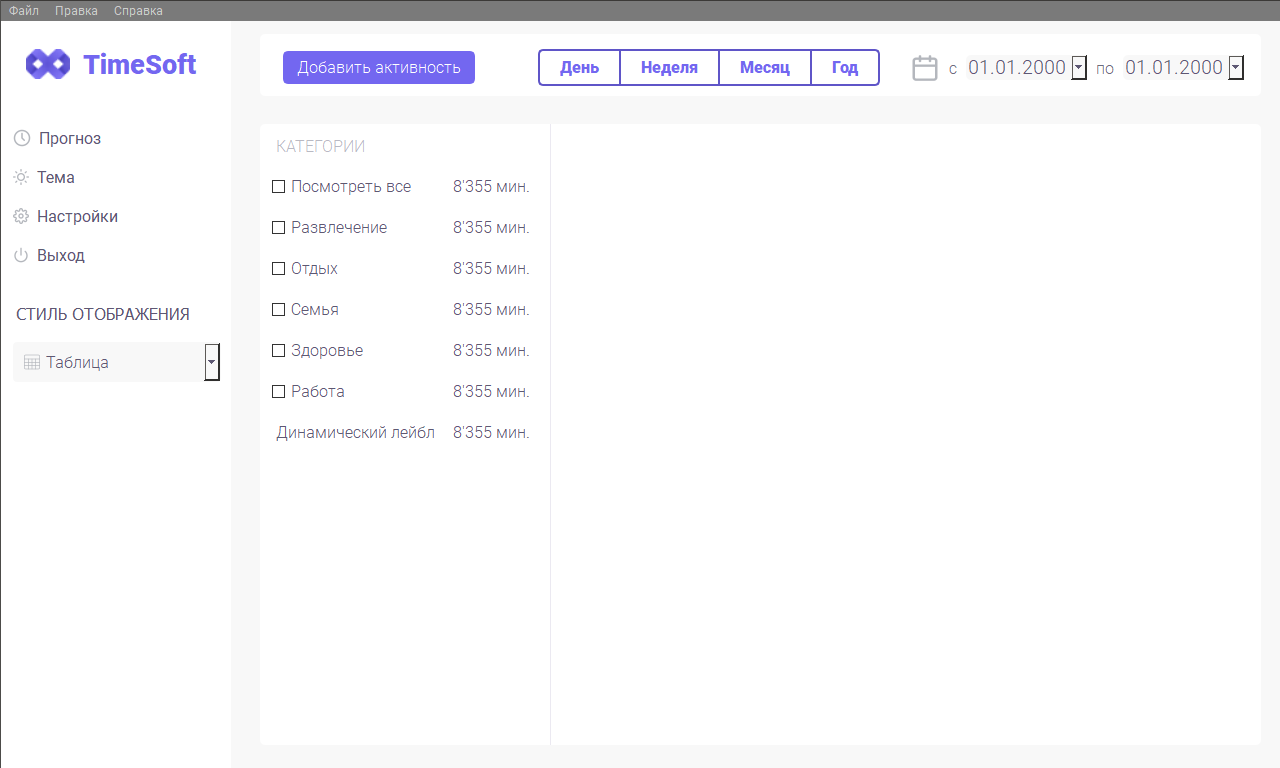 Файл Правка Справка
TimeSoft
Добавить активность
День Неделя Месяц Год
с 01.01.2000 по 01.01.2000
Прогноз
Тема
Настройки
Выход
СТИЛЬ ОТОБРАЖЕНИЯ
Таблица
КАТЕГОРИИ
Посмотреть все 8'355 мин.
Развлечение 8'355 мин.
Отдых 8'355 мин.
Семья 8'355 мин.
Здоровье 8'355 мин.
Работа 8'355 мин.
Динамический лейбл 8'355 мин.